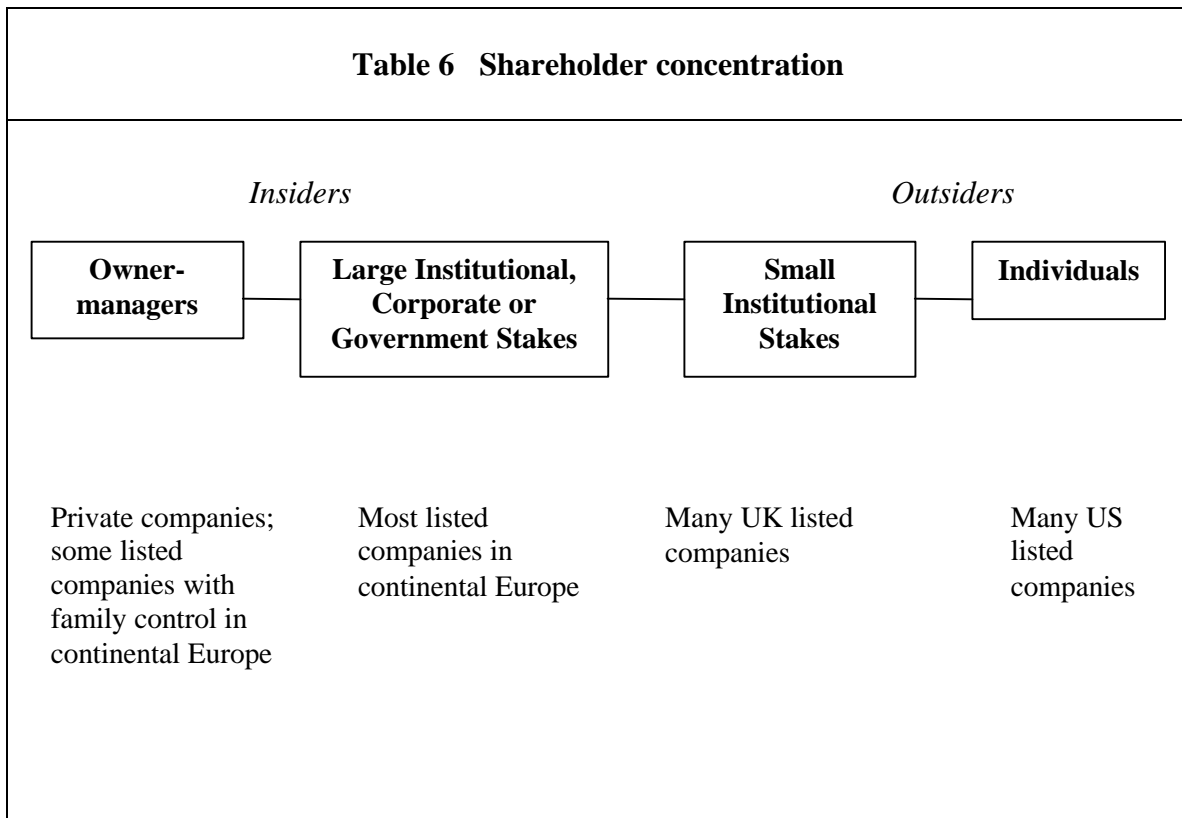 Table 6 Shareholder concentration
Insiders
Outsiders
Owner-
managers
Large Institutional,
Corporate or
Government Stakes
Small
Institutional
Stakes
Individuals
Private companies;
some listed
companies with
family control in
continental Europe
Most listed
companies in
continental Europe
Many UK listed
companies
Many US
listed
companies